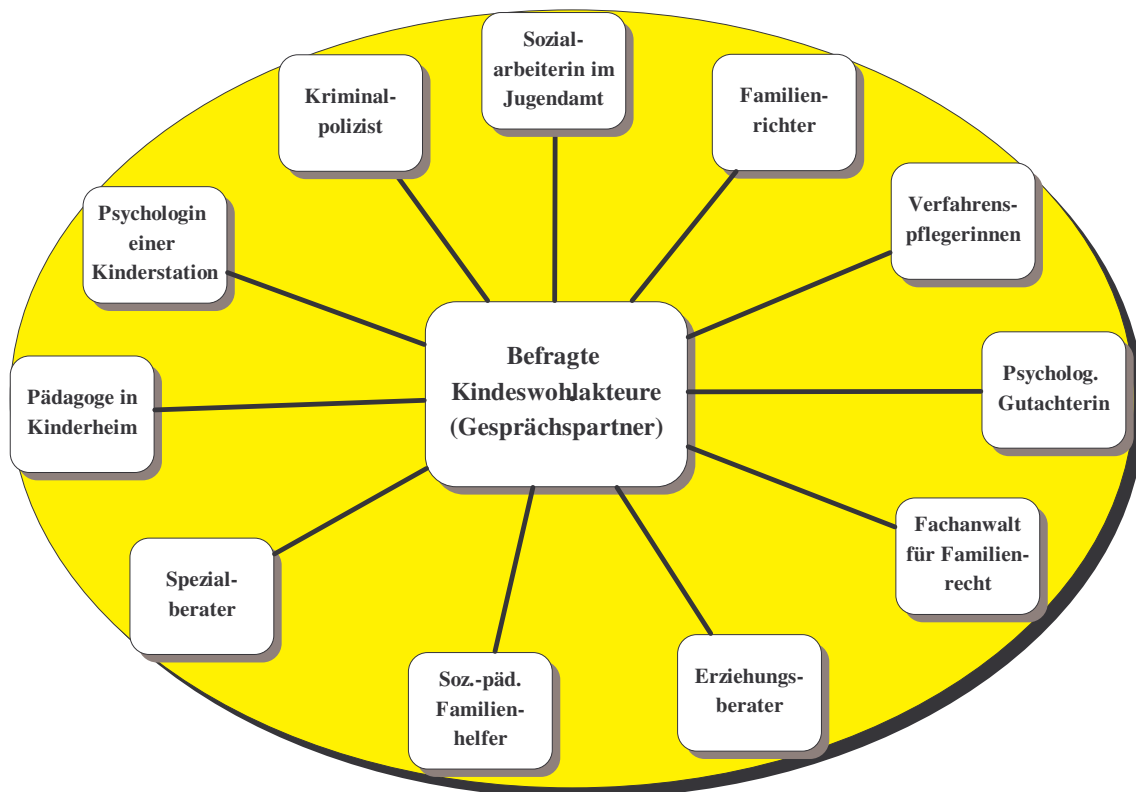 Sozial-
arbeiterin im
Jugendamt
Kriminal-
polizist
Familien-
richter
Psychologin
einer
Kinderstation
Verfahrens-
pflegerinnen
Befragte
Kindeswohlakteure
(Gesprächspartner)
Pädagoge in
Kinderheim
Psycholog.
Gutachterin
Fachanwalt
für Familien-
recht
Spezial-
berater
Soz.-päd.
Familien-
helfer
Erziehungs-
berater